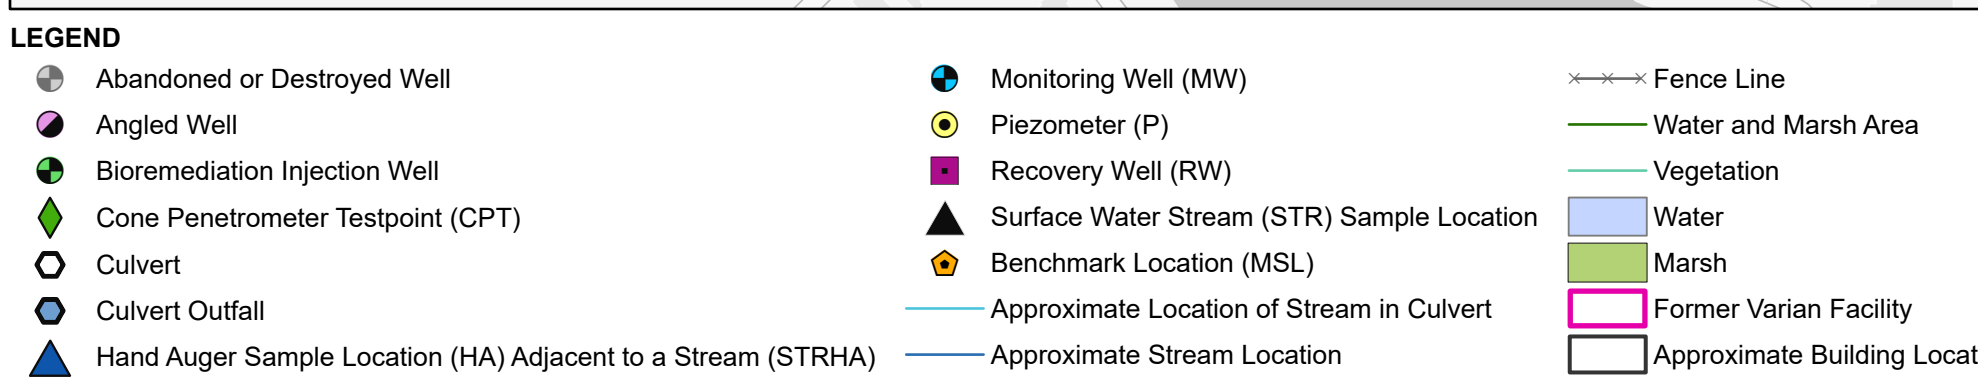 LEGEND
Abandoned or Destroyed Well
Angled Well
Bioremediation Injection Well
Cone Penetrometer Testpoint (CPT)
Culvert
Culvert Outfall
Hand Auger Sample Location (HA) Adjacent to a Stream (STRHA)
Monitoring Well (MW)
Piezometer (P)
Recovery Well (RW)
Surface Water Stream (STR) Sample Location
Benchmark Location (MSL)
Approximate Location of Stream in Culvert
Approximate Stream Location
Fence Line
Water and Marsh Area
Vegetation
Water
Marsh
Former Varian Facility
Approximate Building Locat